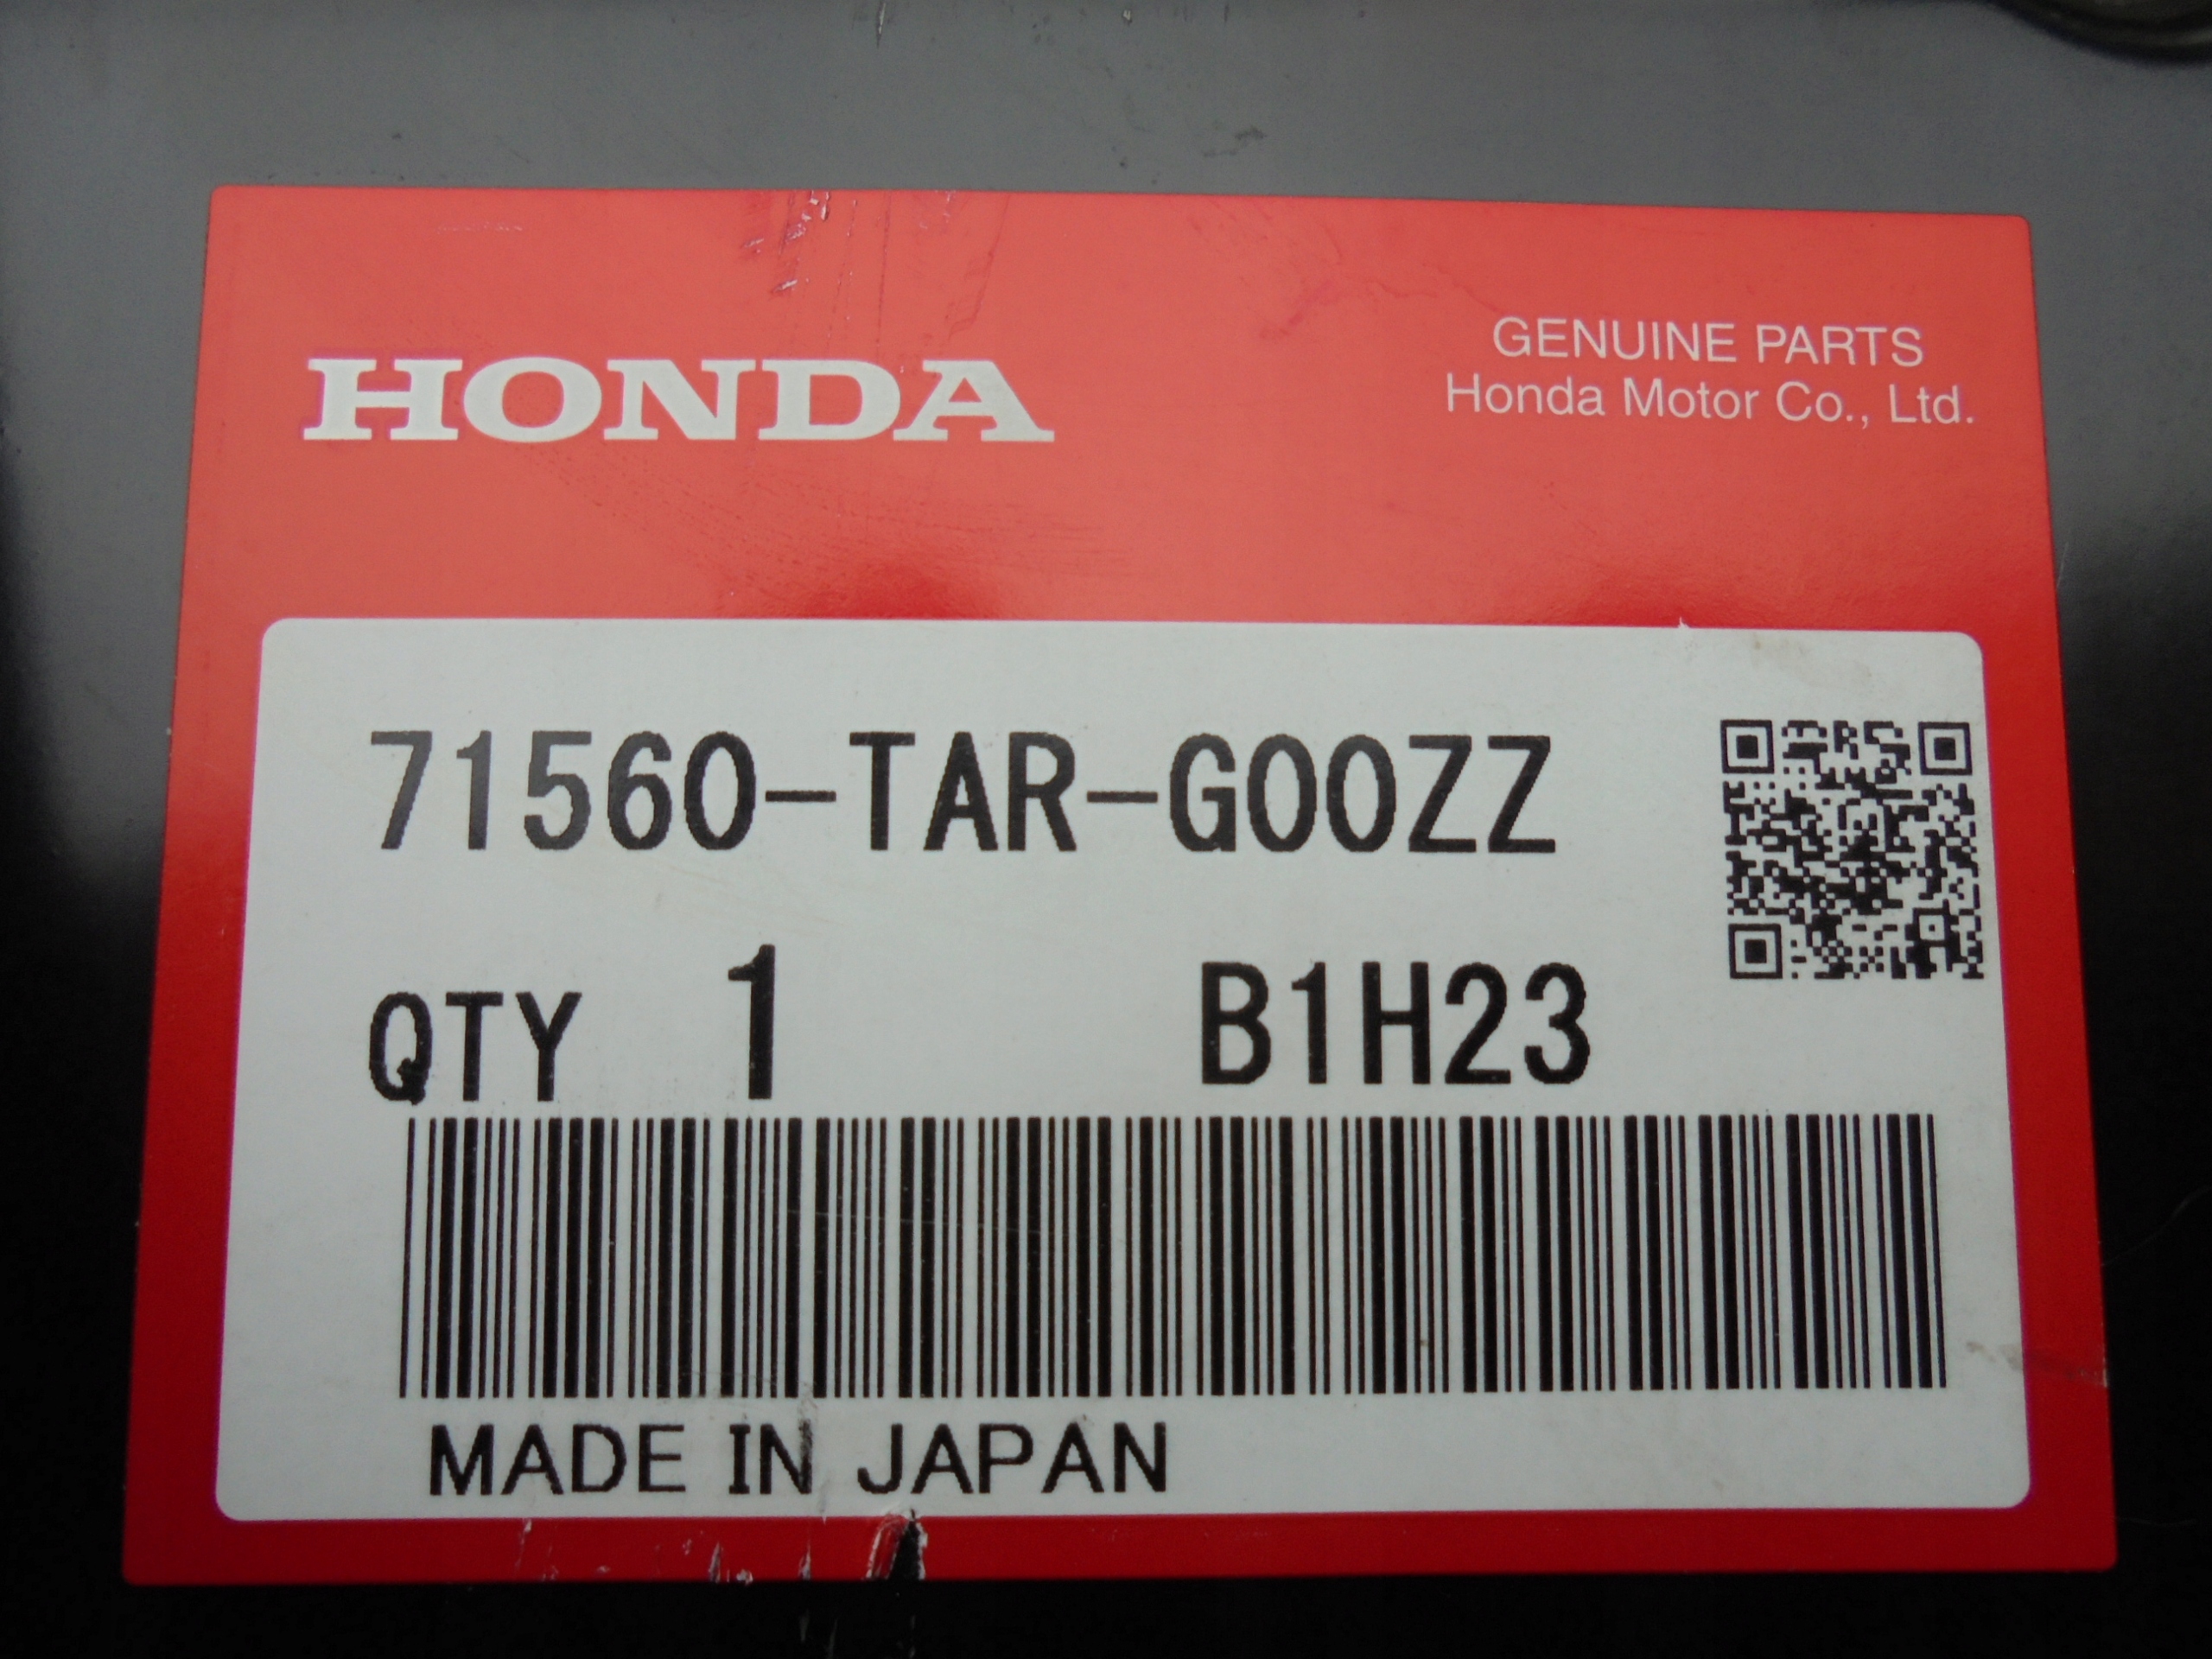 HONDA
GENUINE PARTS
Honda Motor Co., Ltd.
71560-TAR-G00ZZ
QTY 1 B1H23
MADE IN JAPAN